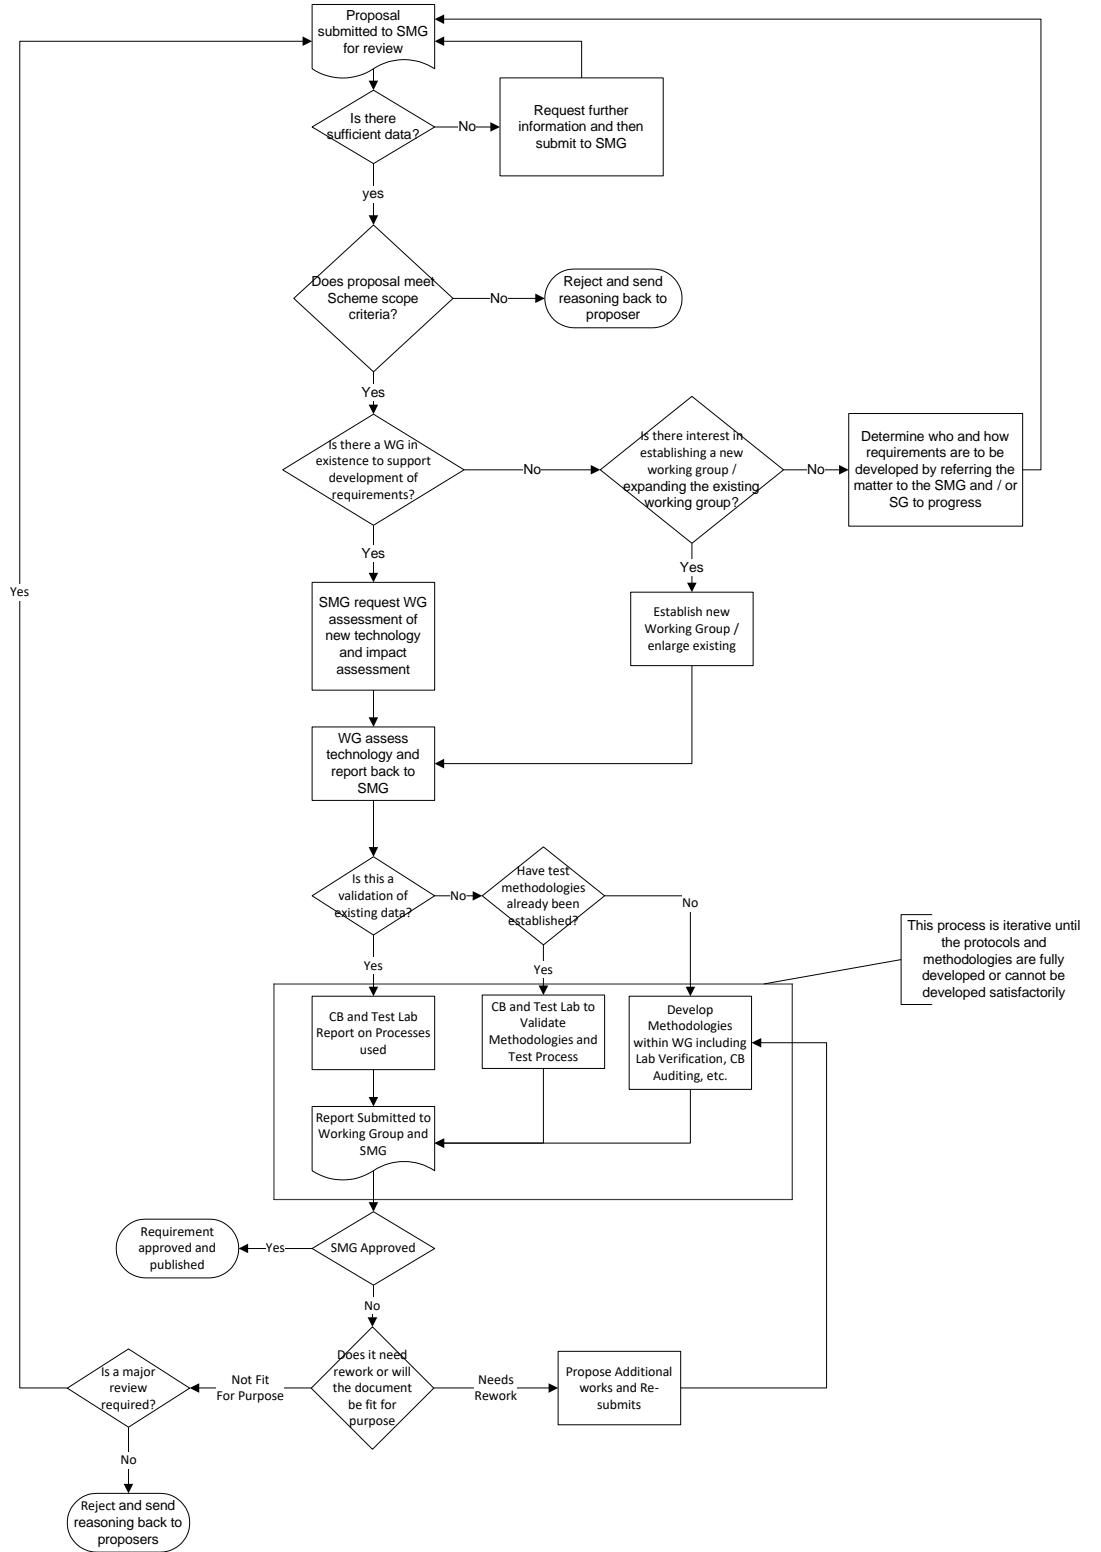 Proposal
submitted to SMG
for review
Is there
sufficient data?
No
Request further
information and then
submit to SMG
yes
Does proposal meet
Scheme scope
criteria?
No
Reject and send
reasoning back to
proposer
Yes
Is there a WG in
existence to support
development of
requirements?
No
Is there interest in
establishing a new
working group /
expanding the existing
working group?
No
Determine who and how
requirements are to be
developed by referring the
matter to the SMG and / or
SG to progress
Yes
Yes
Yes
SMG request WG
assessment of
new technology
and impact
assessment
Establish new
Working Group /
enlarge existing
WG assess
technology and
report back to
SMG
Is this a
validation of
existing data?
No
Have test
methodologies
already been
established?
No
This process is iterative until
the protocols and
methodologies are fully
developed or cannot be
developed satisfactorily
Yes
Yes
CB and Test Lab
Report on Processes
used
CB and Test Lab to
Validate
Methodologies and
Test Process
Develop
Methodologies
within WG including
Lab Verification, CB
Auditing, etc.
Report Submitted to
Working Group and
SMG
Requirement
approved and
published
Yes
SMG Approved
No
Is a major
review
required?
Not Fit
For Purpose
Does it need
rework or will
the document
be fit for
purpose
Needs
Rework
Propose Additional
works and Re-
submits
No
Reject and send
reasoning back to
proposers